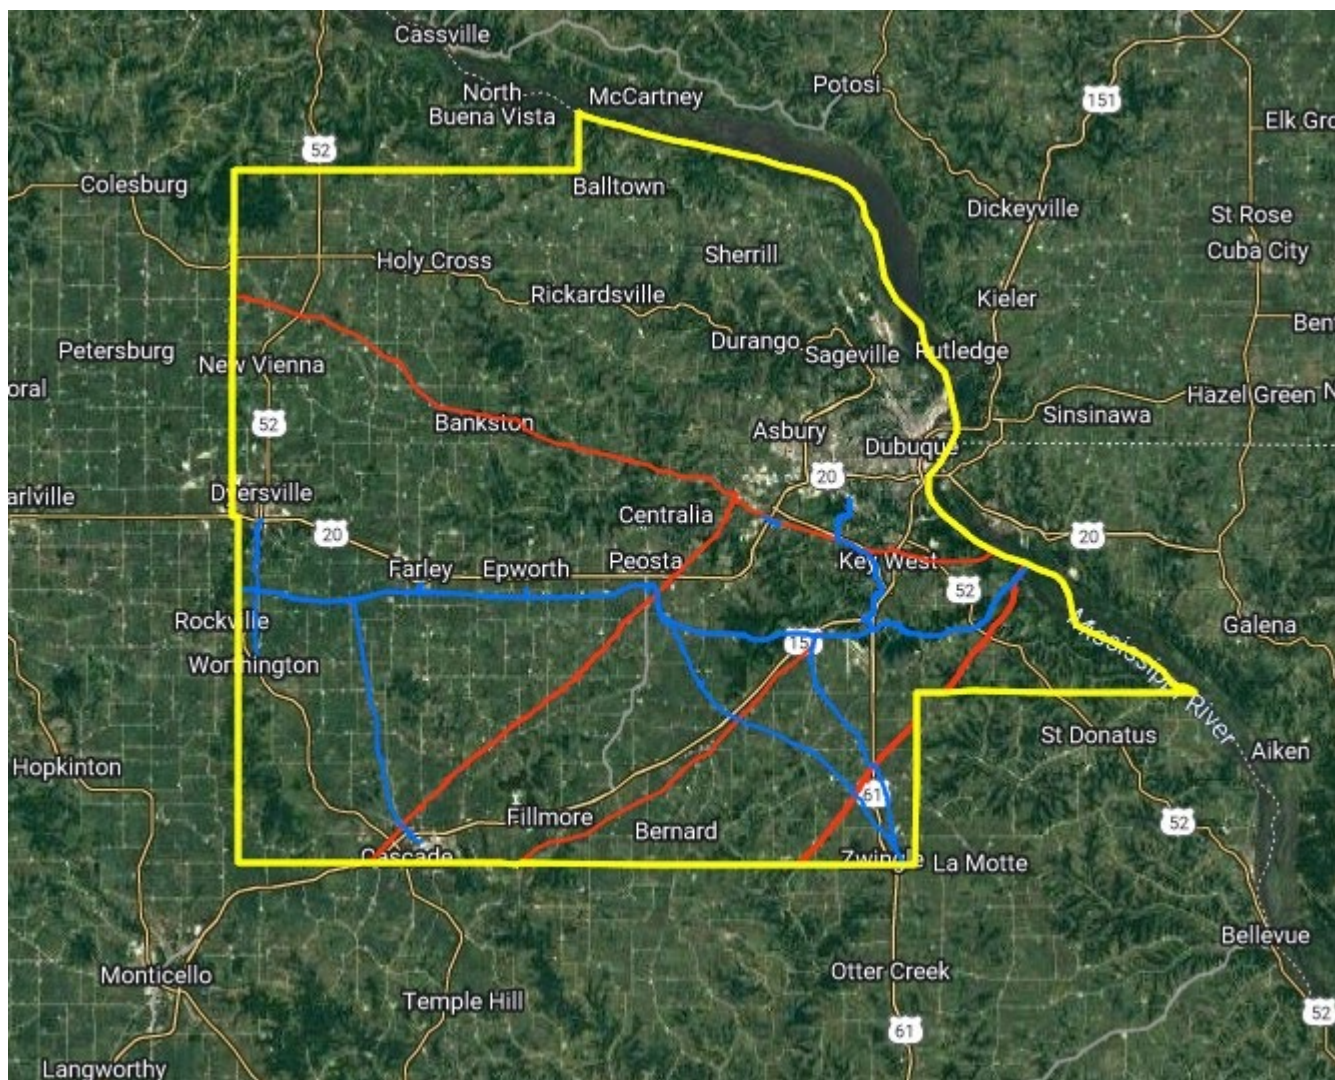 Cassville
North
Buena Vista
McCartney
Potosi
151
Elk Gro
52
Colesburg
Balltown
Dickeyville
St Rose
Cuba City
Holy Cross
Sherrill
Rickardsville
Kieler
Ben
Petersburg
New Vienna
Durango
Sageville
Rutledge
oral
Hazel Green
N
52
Bankston
Asbury
Dubuque
Sinsinawa
20
arlville
Dyersville
Centralia
20
20
Farley
Epworth
Peosta
Key West
52
Rockville
Worthington
15
Galena
Mississippi River
Hopkinton
St Donatus
Aiken
61
52
Fillmore
Bernard
Cascade
Zwingle
La Motte
Monticello
Otter Creek
Bellevue
Temple Hill
61
52
Langworthy